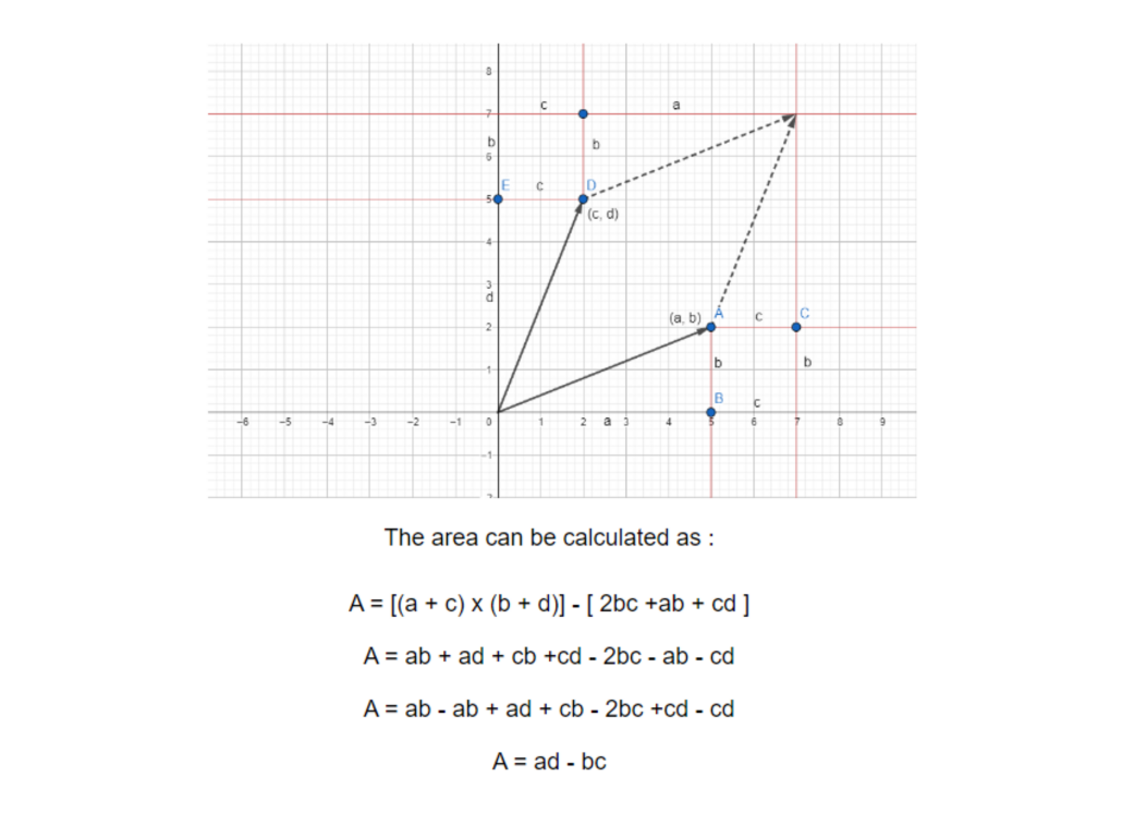 8
c a
7
b b
6
E c D
5
(c, d)
4
3
d
(a, b) A c C
2
b b
1
B c
-6 -5 -4 -3 -2 -1 0 1 2 a 3 4 5 6 7 8 9
-1
The area can be calculated as :
A = [(a + c) x (b + d)] - [ 2bc +ab + cd ]
A = ab + ad + cb +cd - 2bc - ab - cd
A = ab - ab + ad + cb - 2bc +cd - cd
A = ad - bc